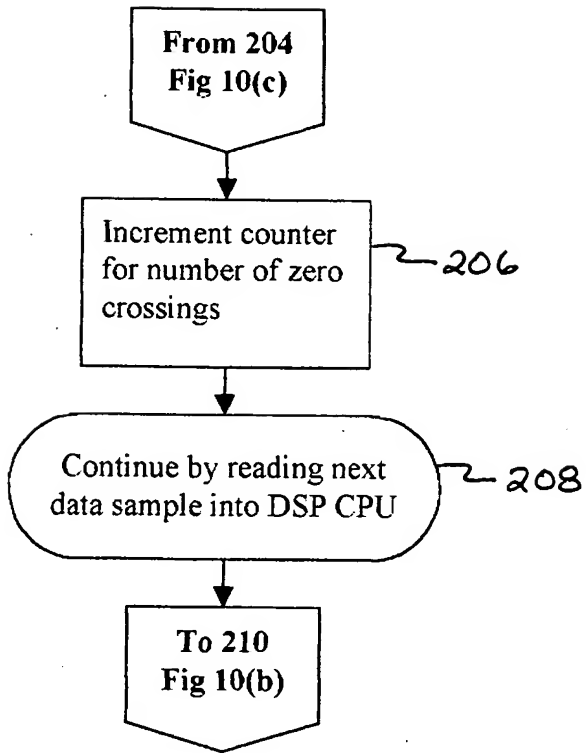 From 204
Fig 10(c)
Increment counter
for number of zero
crossings
206
Continue by reading next
data sample into DSP CPU
208
To 210
Fig 10(b)